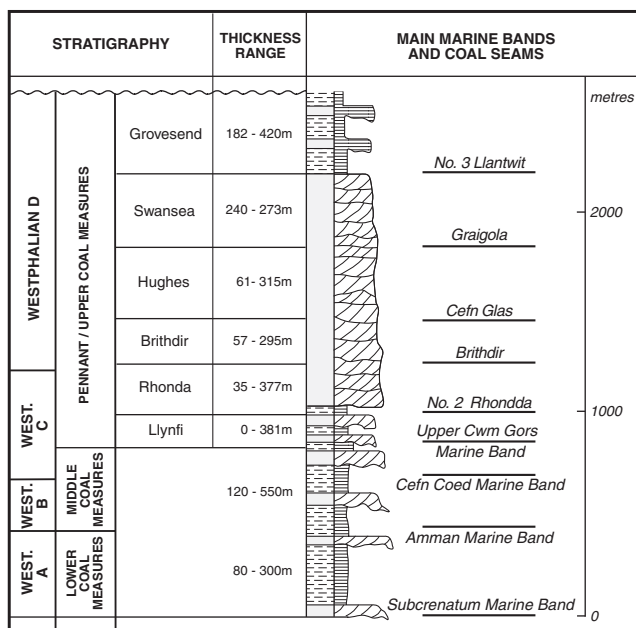 STRATIGRAPHY
THICKNESS
RANGE
MAIN MARINE BANDS
AND COAL SEAMS
metres
WESTPHALIAN D
WEST.
C
WEST.
B
WEST.
A
PENNANT / UPPER COAL MEASURES
MIDDLE
COAL
MEASURES
LOWER
COAL
MEASURES
Grovesend
182 - 420m
No. 3 Llantwit
Swansea
240 - 273m
2000
Graigola
Hughes
61- 315m
Cefn Glas
Brithdir
57 - 295m
Brithdir
Rhonda
35 - 377m
No. 2 Rhondda
1000
Llynfi
0 - 381m
Upper Cwm Gors
Marine Band
120 - 550m
Cefn Coed Marine Band
Amman Marine Band
80 - 300m
Subcrenatum Marine Band
0